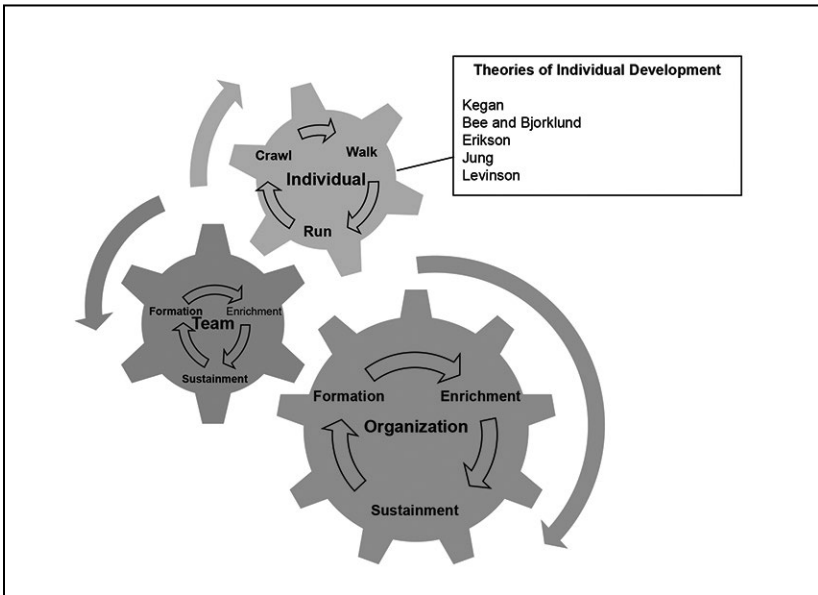 Theories of Individual Development
Kegan
Bee and Bjorklund
Erikson
Jung
Levinson
Crawl
Walk
Individual
Run
Formation
Enrichment
Team
Sustainment
Formation
Enrichment
Organization
Sustainment